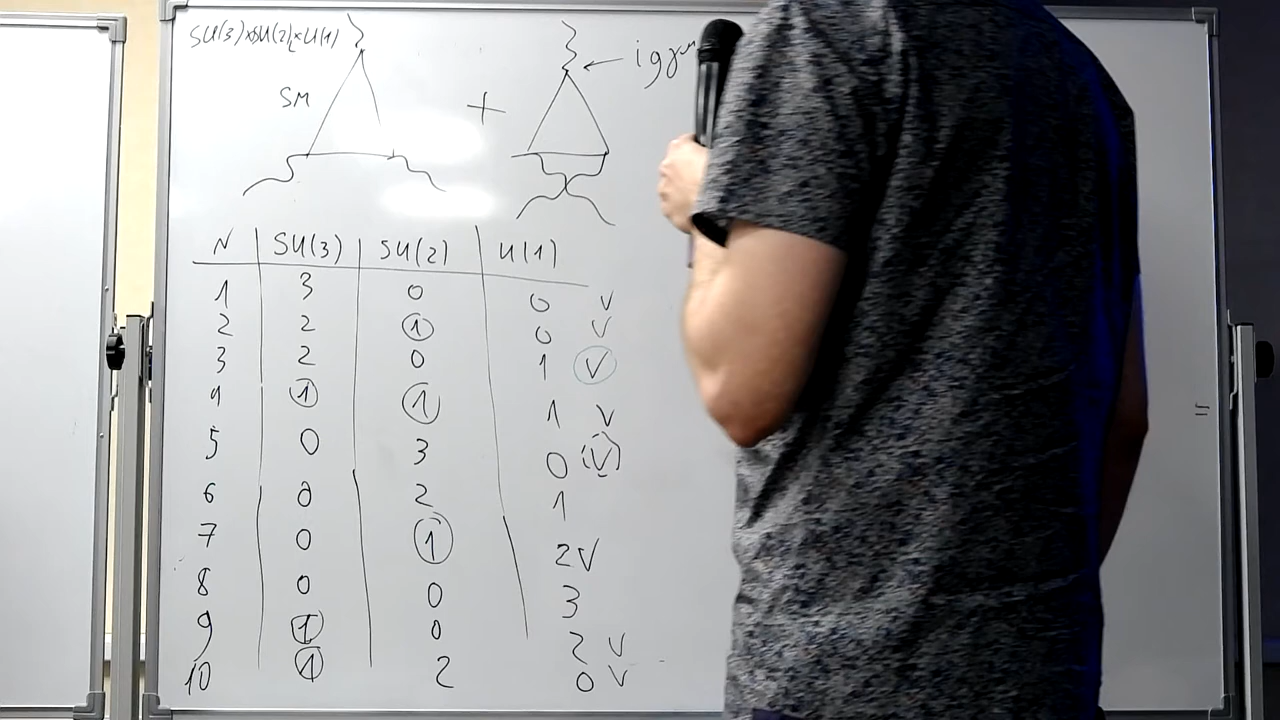 SU(3)×SU(2)L×U(1)
SM + ← igγ
N SU(3) SU(2) U(1)
1 3 0 0 v
2 2 1 0 v
3 2 0 1 v
4 1 1 1 v
5 0 3 0 (v)
6 0 2 1
7 0 1 2 v
8 0 0 3
9 1 0 2 v
10 1 2 0 v